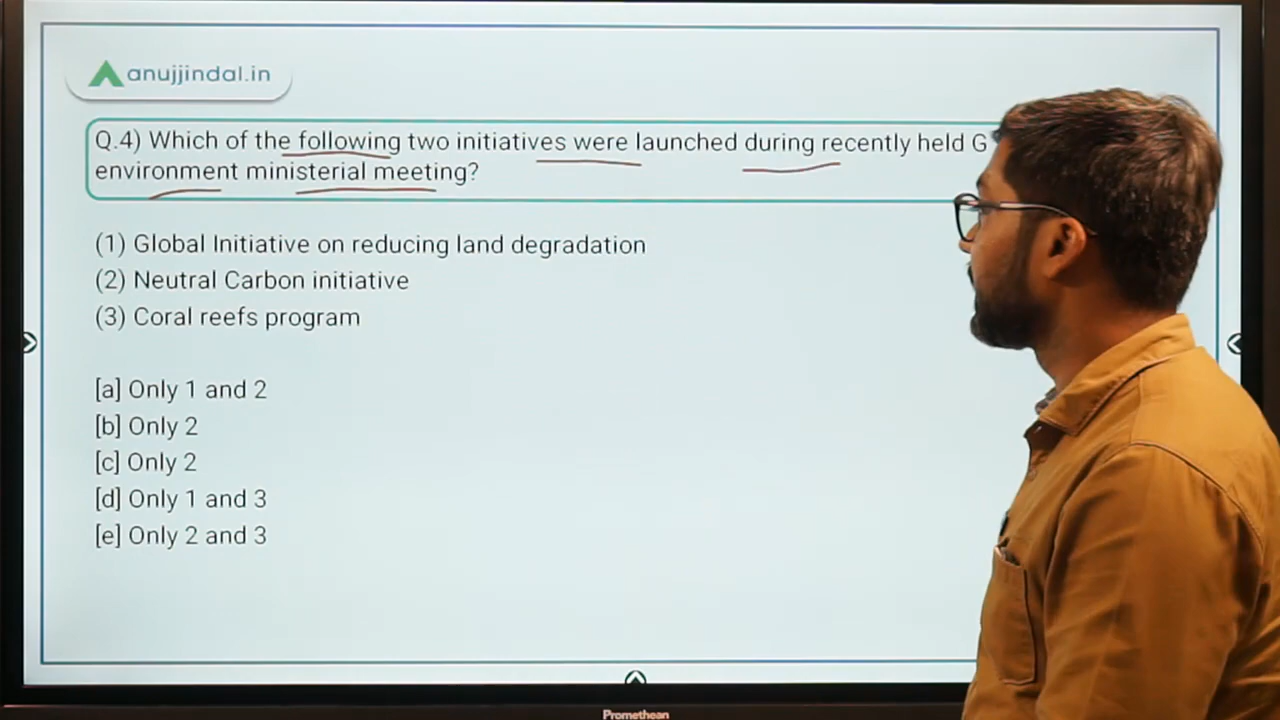 anujjindal.in
Q.4) Which of the following two initiatives were launched during recently held G
environment ministerial meeting?
(1) Global Initiative on reducing land degradation
(2) Neutral Carbon initiative
(3) Coral reefs program
[a] Only 1 and 2
[b] Only 2
[c] Only 2
[d] Only 1 and 3
[e] Only 2 and 3
Promethean